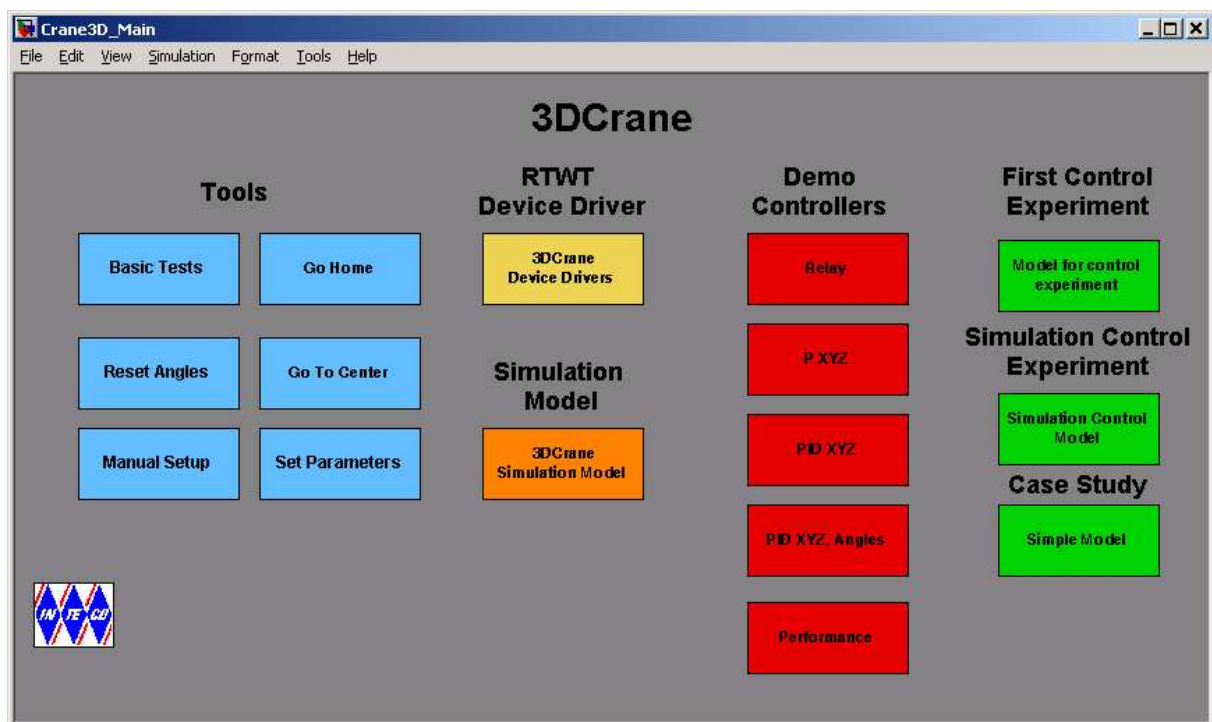 Crane3D_Main
File Edit View Simulation Format Tools Help
3DCrane
Tools
Basic Tests
Go Home
Reset Angles
Go To Center
Manual Setup
Set Parameters
RTWT
Device Driver
3DCrane
Device Drivers
Simulation
Model
3DCrane
Simulation Model
Demo
Controllers
Relay
P XYZ
PID XYZ
PID XYZ, Angles
Performance
First Control
Experiment
Model for control
experiment
Simulation Control
Experiment
Simulation Control
Model
Case Study
Simple Model
IN TE CO